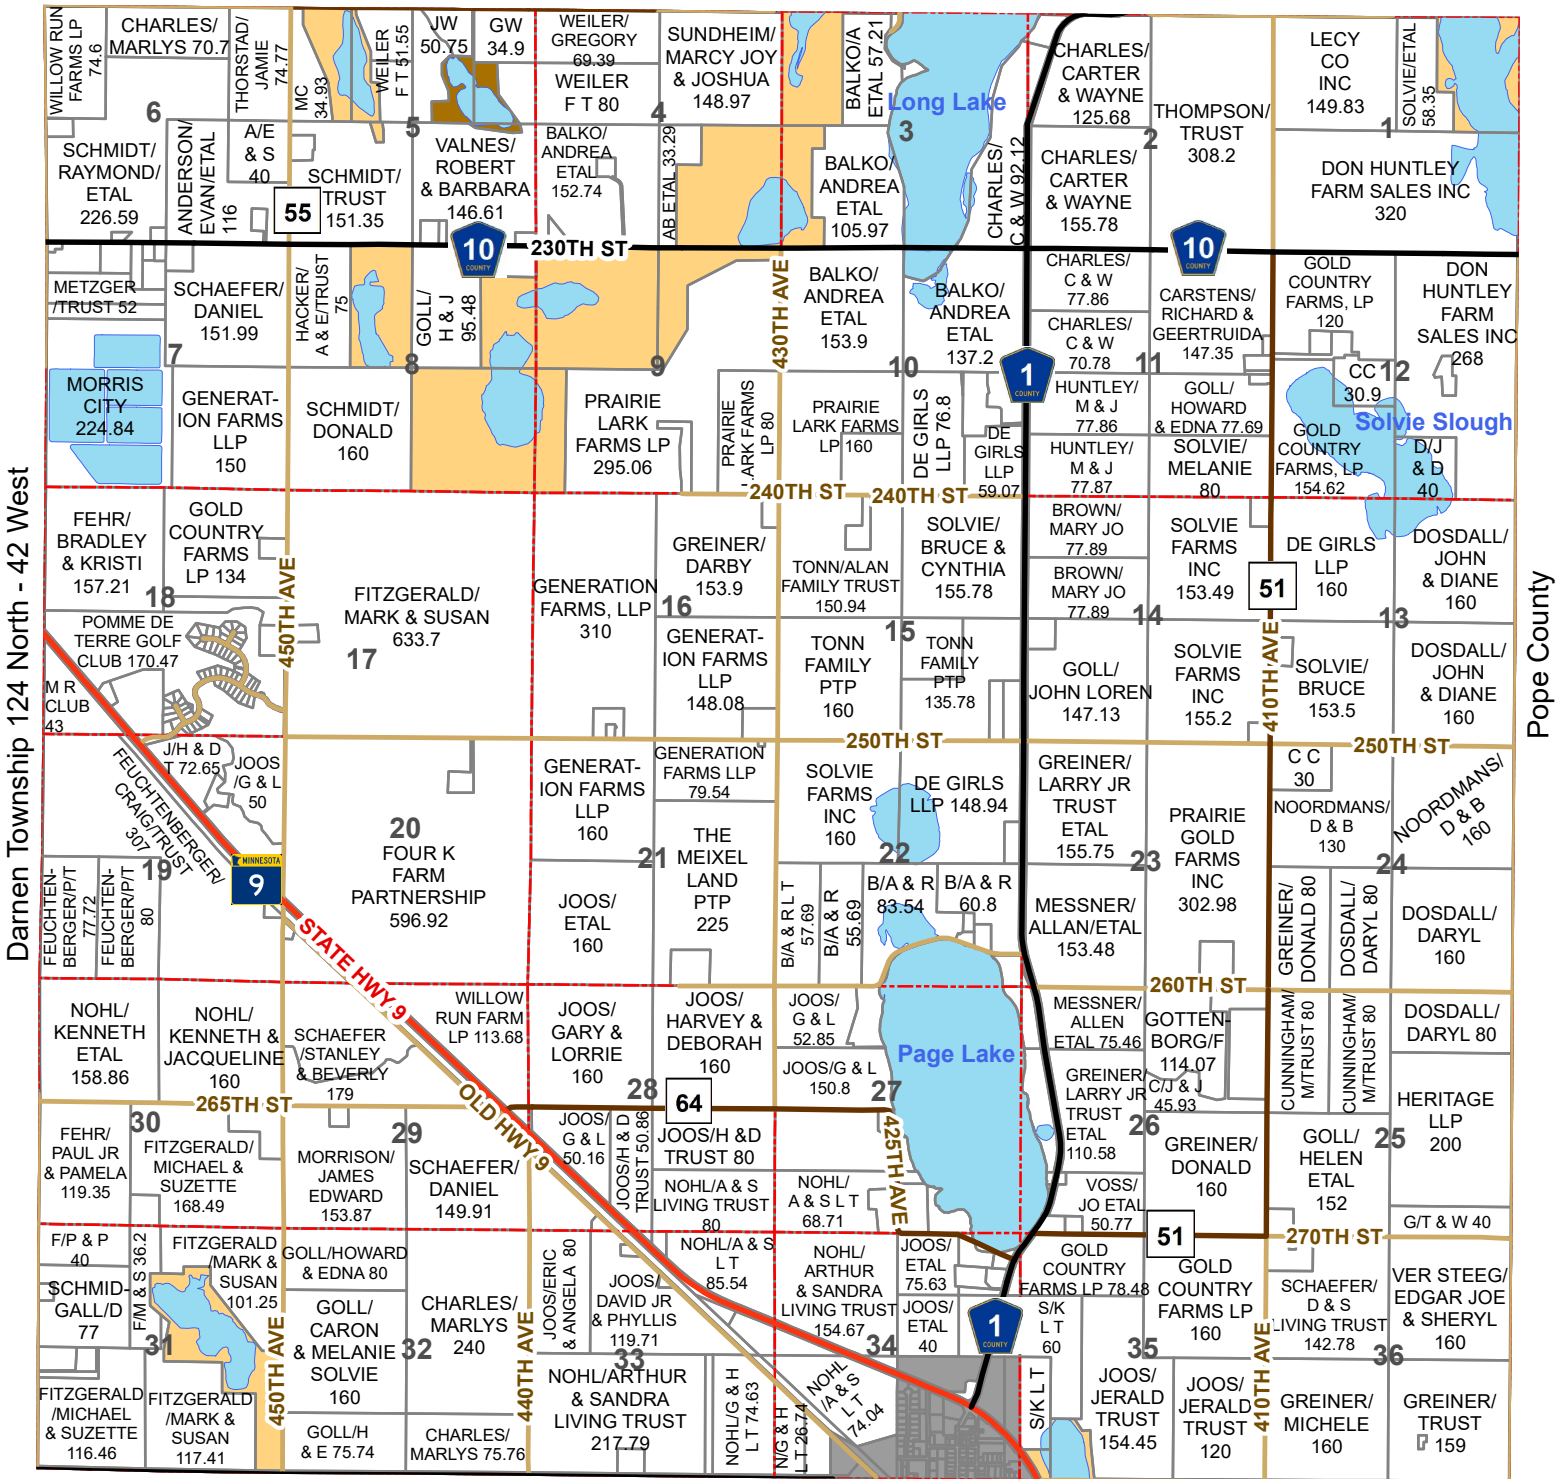 WILLOW RUN
FARMS LP
74.6
CHARLES/
MARLYS 70.7
THORSTAD/
JAMIE
74.77
MC
34.93
WEILER
F T 51.55
JW
50.75
GW
34.9
WEILER/
GREGORY
69.39
WEILER
F T 80
SUNDHEIM/
MARCY JOY
& JOSHUA
148.97
BALKO/A
ETAL 57.21
Long Lake
CHARLES/
CARTER
& WAYNE
125.68
THOMPSON/
TRUST
308.2
LECY
CO
INC
149.83
SOLVIE/ETAL
58.35
6
5
4
3
2
1
SCHMIDT/
RAYMOND/
ETAL
226.59
ANDERSON/
EVAN/ETAL
116
A/E
& S
40
SCHMIDT/
TRUST
151.35
55
VALNES/
ROBERT
& BARBARA
146.61
BALKO/
ANDREA
ETAL
152.74
AB ETAL 33.29
BALKO/
ANDREA
ETAL
105.97
CHARLES/
C & W 92.12
CHARLES/
CARTER
& WAYNE
155.78
DON HUNTLEY
FARM SALES INC
320
10
COUNTY
230TH ST
10
COUNTY
METZGER
/TRUST 52
SCHAEFER/
DANIEL
151.99
HACKER/
A & E/TRUST
75
GOLL/
H & J
95.48
430TH AVE
BALKO/
ANDREA
ETAL
153.9
BALKO/
ANDREA
ETAL
137.2
CHARLES/
C & W
77.86
CHARLES/
C & W
70.78
CARSTENS/
RICHARD &
GEERTRUIDA
147.35
GOLD
COUNTRY
FARMS, LP
120
DON
HUNTLEY
FARM
SALES INC
268
7
8
9
10
11
12
1
COUNTY
MORRIS
CITY
224.84
GENERAT-
ION FARMS
LLP
150
SCHMIDT/
DONALD
160
PRAIRIE
LARK
FARMS LP
295.06
PRAIRIE
LARK FARMS
LP 80
PRAIRIE
LARK FARMS
LP 160
DE GIRLS
LLP 76.8
DE
GIRLS
LLP
59.07
HUNTLEY/
M & J
77.86
HUNTLEY/
M & J
77.87
GOLL/
HOWARD
& EDNA 77.69
SOLVIE/
MELANIE
80
CC
30.9
Solvie Slough
GOLD
COUNTRY
FARMS, LP
154.62
D/J
& D
40
240TH ST
240TH ST
Darnen Township 124 North - 42 West
Pope County
FEHR/
BRADLEY
& KRISTI
157.21
GOLD
COUNTRY
FARMS
LP 134
450TH AVE
FITZGERALD/
MARK & SUSAN
633.7
GENERATION
FARMS, LLP
310
GREINER/
DARBY
153.9
TONN/ALAN
FAMILY TRUST
150.94
SOLVIE/
BRUCE &
CYNTHIA
155.78
BROWN/
MARY JO
77.89
BROWN/
MARY JO
77.89
SOLVIE
FARMS
INC
153.49
51
DE GIRLS
LLP
160
DOSDALL/
JOHN
& DIANE
160
18
17
16
15
14
13
POMME DE
TERRE GOLF
CLUB 170.47
M R
CLUB
43
GENERAT-
ION FARMS
LLP
148.08
TONN
FAMILY
PTP
160
TONN
FAMILY
PTP
135.78
GOLL/
JOHN LOREN
147.13
SOLVIE
FARMS
INC
155.2
410TH AVE
SOLVIE/
BRUCE
153.5
DOSDALL/
JOHN
& DIANE
160
250TH ST
250TH ST
J/H & D
T 72.65
JOOS
/G & L
50
FEUCHTENBERGER/
CRAIG/TRUST
307
20
FOUR K
FARM
PARTNERSHIP
596.92
GENERAT-
ION FARMS
LLP
160
GENERATION
FARMS LLP
79.54
THE
MEIXEL
LAND
PTP
225
SOLVIE
FARMS
INC
160
DE GIRLS
LLP 148.94
GREINER/
LARRY JR
TRUST
ETAL
155.75
PRAIRIE
GOLD
FARMS
INC
302.98
C C
30
NOORDMANS/
D & B
130
NOORDMANS/
D & B
160
19
21
22
23
24
FEUCHTEN-
BERGER/P/T
77.72
FEUCHTEN-
BERGER/P/T
80
MINNESOTA
9
STATE HWY 9
JOOS/
ETAL
160
B/A & R L T
57.69
B/A & R
55.69
B/A & R
83.54
B/A & R
60.8
MESSNER/
ALLAN/ETAL
153.48
GREINER/
DONALD 80
DOSDALL/
DARYL 80
DOSDALL/
DARYL
160
260TH ST
NOHL/
KENNETH
ETAL
158.86
NOHL/
KENNETH &
JACQUELINE
160
SCHAEFER
/STANLEY
& BEVERLY
179
WILLOW
RUN FARM
LP 113.68
JOOS/
GARY &
LORRIE
160
JOOS/
HARVEY &
DEBORAH
160
JOOS/
G & L
52.85
JOOS/G & L
150.8
Page Lake
MESSNER/
ALLEN
ETAL 75.46
GOTTEN-
BORG/F
114.07
CUNNINGHAM/
M/TRUST 80
CUNNINGHAM/
M/TRUST 80
DOSDALL/
DARYL 80
265TH ST
OLD HWY 9
28
64
27
GREINER/
LARRY JR
TRUST
ETAL
110.58
C/J & J
45.93
26
HERITAGE
LLP
200
25
30
29
FEHR/
PAUL JR
& PAMELA
119.35
FITZGERALD/
MICHAEL &
SUZETTE
168.49
MORRISON/
JAMES
EDWARD
153.87
SCHAEFER/
DANIEL
149.91
JOOS/
G & L
50.16
JOOS/H & D
TRUST 50.86
JOOS/H &D
TRUST 80
NOHL/A & S
LIVING TRUST
80
NOHL/
A & S L T
68.71
425TH AVE
VOSS/
JO ETAL
50.77
GREINER/
DONALD
160
GOLL/
HELEN
ETAL
152
G/T & W 40
51
270TH ST
F/P & P
40
SCHMID-
GALL/D
77
F/M & S 36.2
FITZGERALD
/MARK &
SUSAN
101.25
GOLL/HOWARD
& EDNA 80
GOLL/
CARON
& MELANIE
SOLVIE
160
CHARLES/
MARLYS
240
JOOS/ERIC
& ANGELA 80
JOOS/
DAVID JR
& PHYLLIS
119.71
NOHL/A & S
L T
85.54
NOHL/
ARTHUR
& SANDRA
LIVING TRUST
154.67
JOOS/
ETAL
75.63
JOOS/
ETAL
40
1
COUNTY
GOLD
COUNTRY
FARMS LP 78.48
S/K
L T
60
GOLD
COUNTRY
FARMS LP
160
SCHAEFER/
D & S
LIVING TRUST
142.78
VER STEEG/
EDGAR JOE
& SHERYL
160
31
32
33
34
35
36
450TH AVE
440TH AVE
410TH AVE
FITZGERALD
/MICHAEL
& SUZETTE
116.46
FITZGERALD
/MARK &
SUSAN
117.41
GOLL/H
& E 75.74
CHARLES/
MARLYS 75.76
NOHL/ARTHUR
& SANDRA
LIVING TRUST
217.79
NOHL/G & H
L T 74.63
N/G & H
L T 26.74
NOHL
/A & S
L T
74.04
S/K L T
JOOS/
JERALD
TRUST
154.45
JOOS/
JERALD
TRUST
120
GREINER/
MICHELE
160
GREINER/
TRUST
159